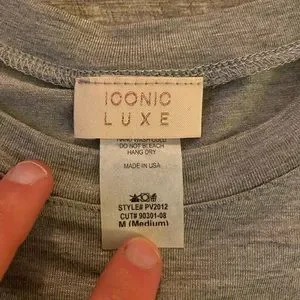 ICONIC
LUXE
HAND WASH COLD
DO NOT BLEACH
HANG DRY
MADE IN USA
STYLE# PV2012
CUT# 90301-08
M (Medium)